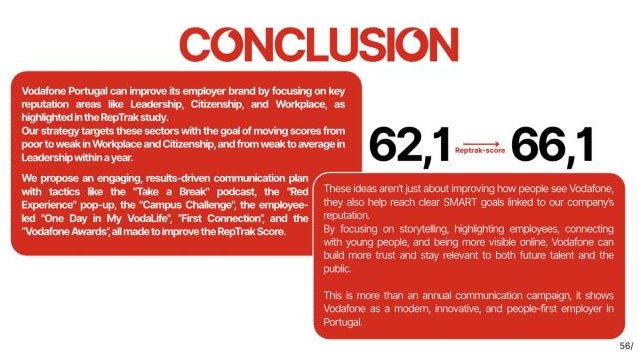 CONCLUSION
Vodafone Portugal can improve its employer brand by focusing on key
reputation areas like Leadership, Citizenship, and Workplace, as
highlighted in the RepTrak study.
Our strategy targets these sectors with the goal of moving scores from
poor to weak in Workplace and Citizenship, and from weak to average in
Leadership within a year.
We propose an engaging, results-driven communication plan
with tactics like the "Take a Break" podcast, the "Red
Experience" pop-up, the "Campus Challenge", the employee-
led "One Day in My VodaLife", "First Connection", and the
"Vodafone Awards", all made to improve the RepTrak Score.
62,1
Reptrak-score
66,1
These ideas aren't just about improving how people see Vodafone,
they also help reach clear SMART goals linked to our company's
reputation.
By focusing on storytelling, highlighting employees, connecting
with young people, and being more visible online, Vodafone can
build more trust and stay relevant to both future talent and the
public.
This is more than an annual communication campaign, it shows
Vodafone as a modern, innovative, and people-first employer in
Portugal.
56/